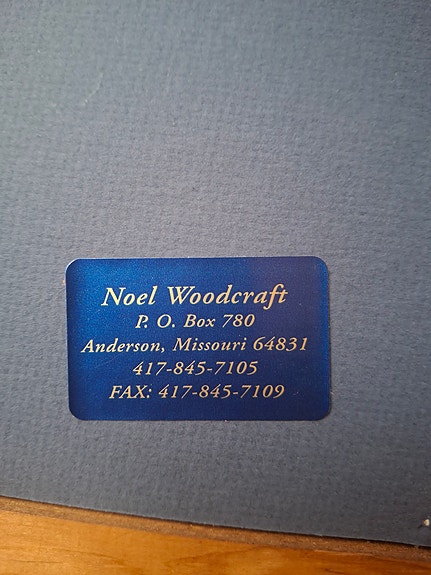 Noel Woodcraft
P. O. Box 780
Anderson, Missouri 64831
417-845-7105
FAX: 417-845-7109